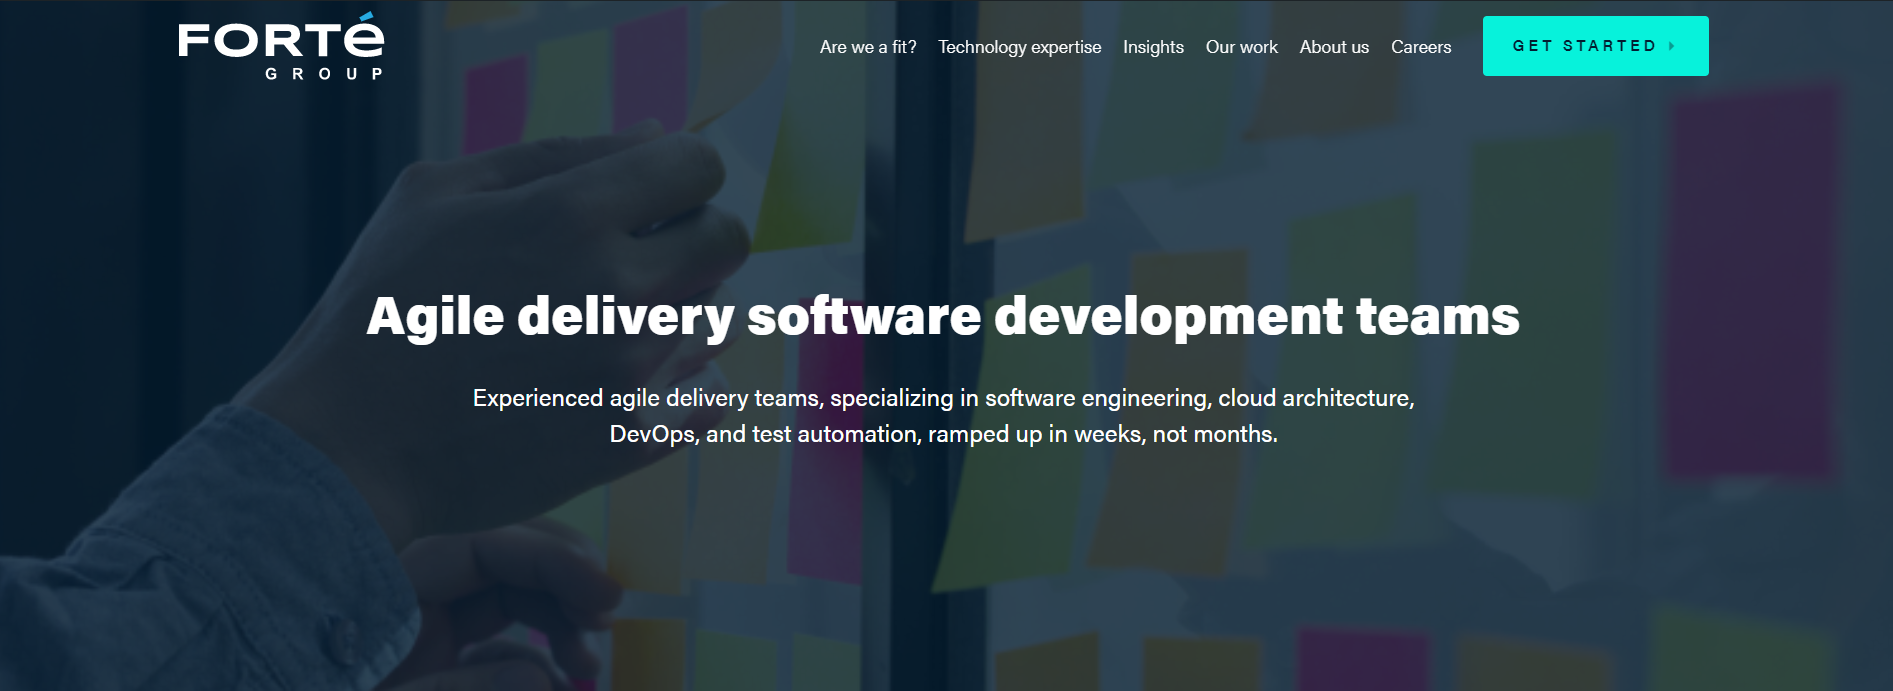 FORTé
GROUP
Are we a fit? Technology expertise Insights Our work About us Careers GET STARTED
Agile delivery software development teams
Experienced agile delivery teams, specializing in software engineering, cloud architecture,
DevOps, and test automation, ramped up in weeks, not months.